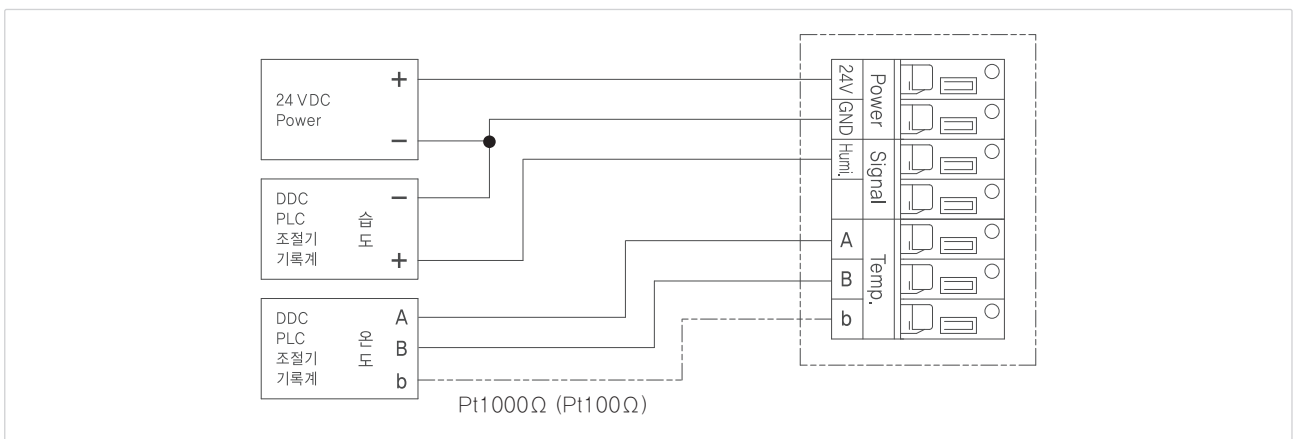 24 VDC
Power
+
−
DDC
PLC
조절기
기록계
습도
−
+
DDC
PLC
조절기
기록계
온도
A
B
b
Pt1000Ω (Pt100Ω)
24V
GND
Power
Humi.
Signal
A
B
b
Temp.